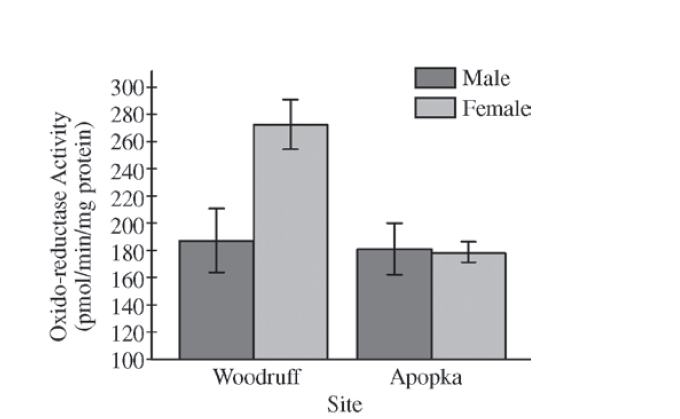 Male
Female
300
280
260
240
220
200
180
160
140
120
100
Oxido-reductase Activity
(pmol/min/mg protein)
Woodruff
Apopka
Site